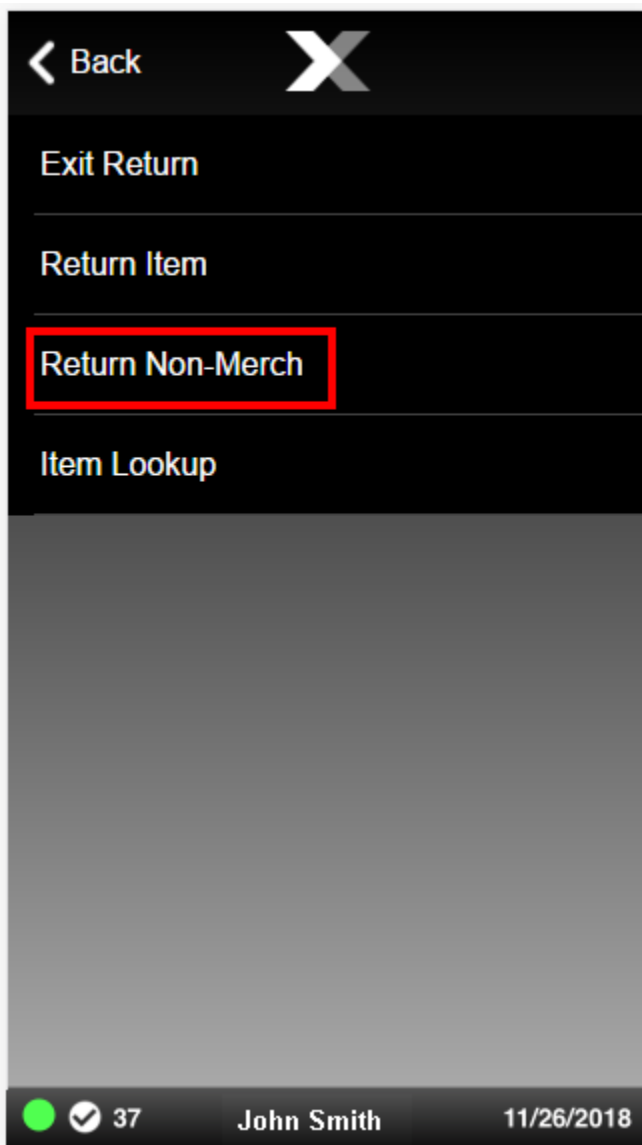 Back
Exit Return
Return Item
Return Non-Merch
Item Lookup
37 John Smith 11/26/2018